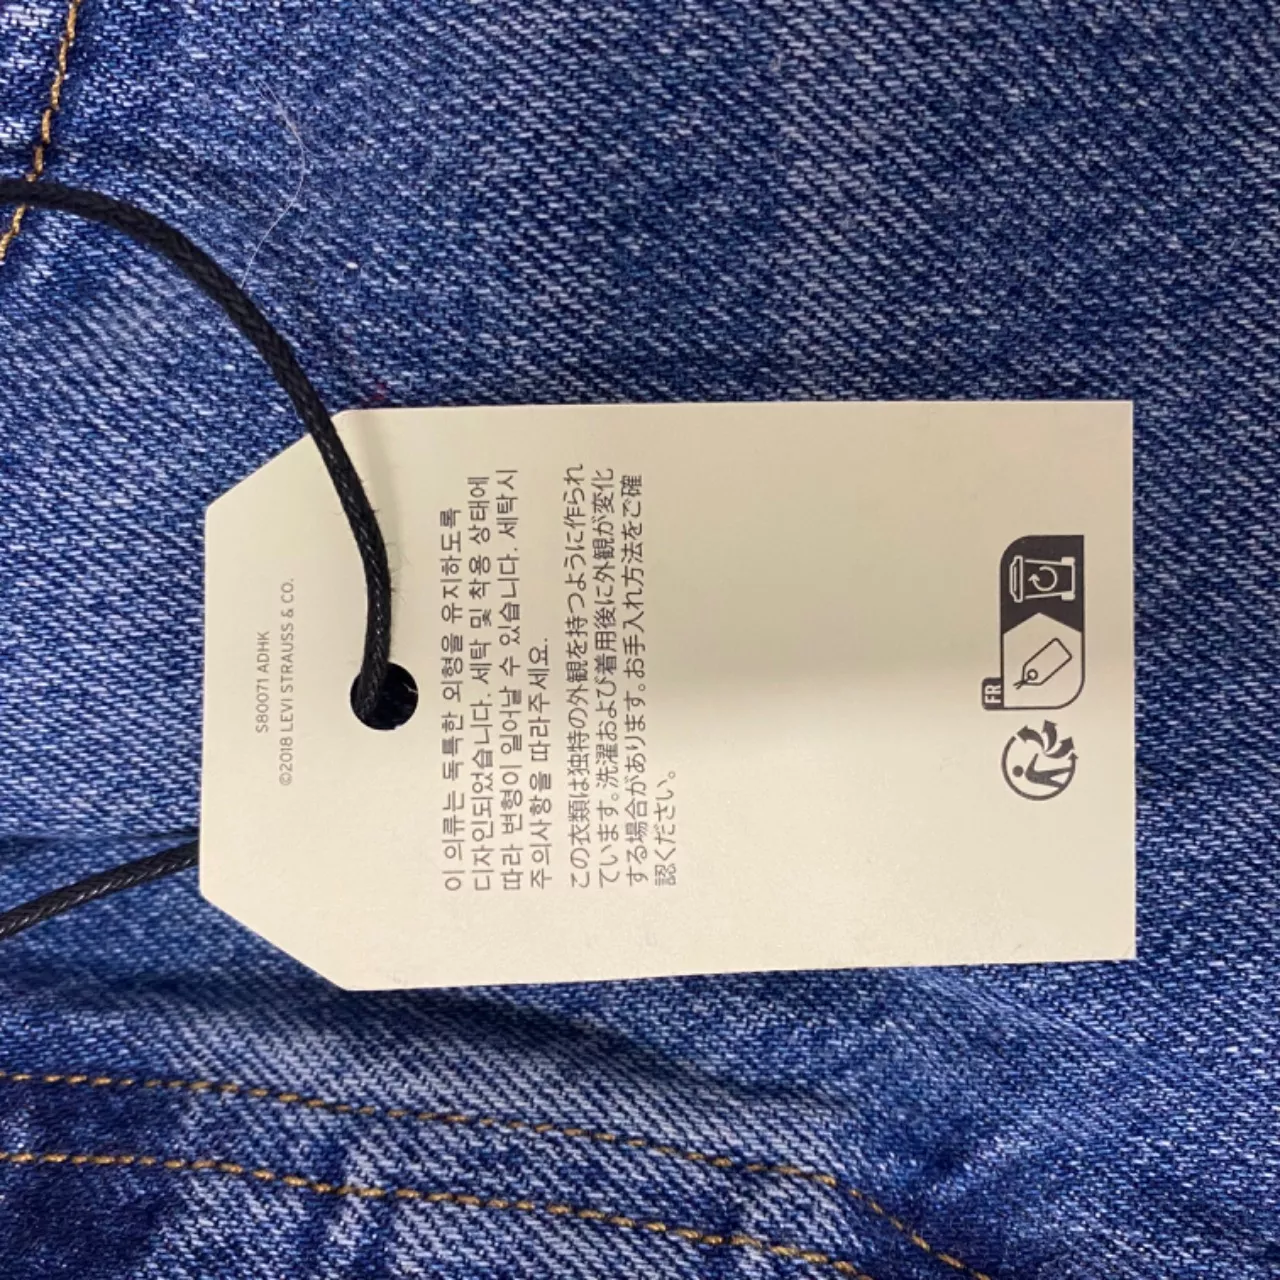 S80071 ADHK
©2018 LEVI STRAUSS & CO.
이 의류는 독특한 외형을 유지하도록
디자인되었습니다. 세탁 및 착용 상태에
따라 변형이 일어날 수 있습니다. 세탁시
주의사항을 따라주세요.
この衣類は独特の外観を持つように作られ
ています。洗濯および着用後に外観が変化
する場合があります。お手入れ方法をご確
認ください。
FR